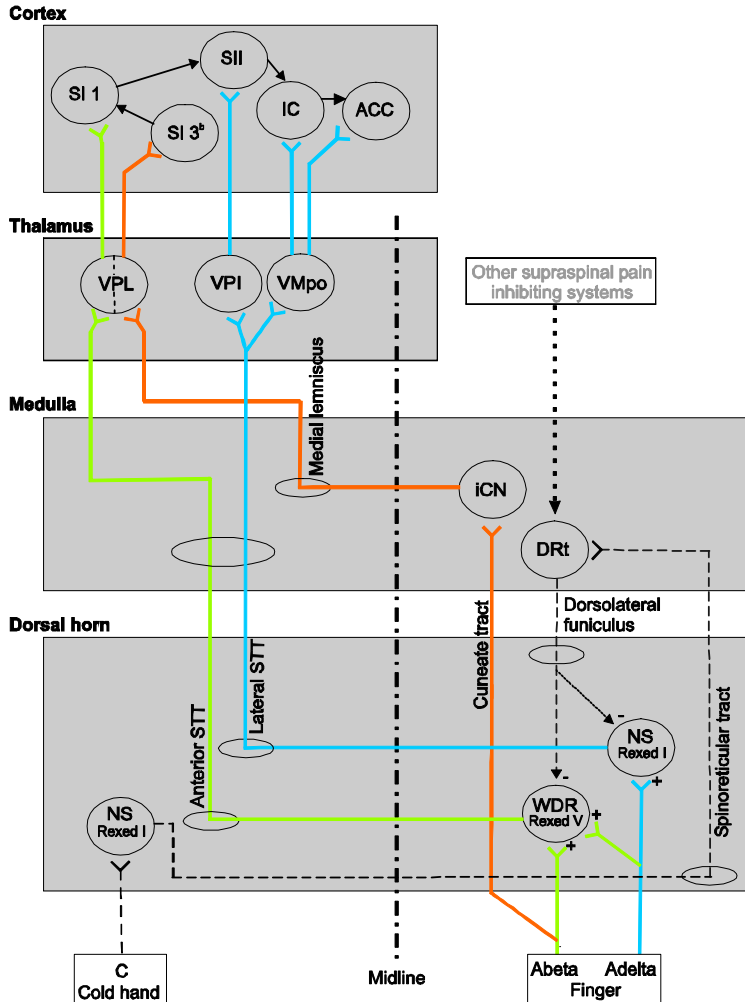 Cortex
SII
SI 1
IC
ACC
SI 3b
Thalamus
VPL
VPI
VMpo
Other supraspinal pain
inhibiting systems
Medial lemniscus
Medulla
iCN
DRt
Dorsolateral
funiculus
Dorsal horn
Cuneate tract
Lateral STT
Anterior STT
Spinoreticular tract
-
NS
Rexed I
+
-
WDR
Rexed V
+
+
NS
Rexed I
C
Cold hand
Midline
Abeta Adelta
Finger